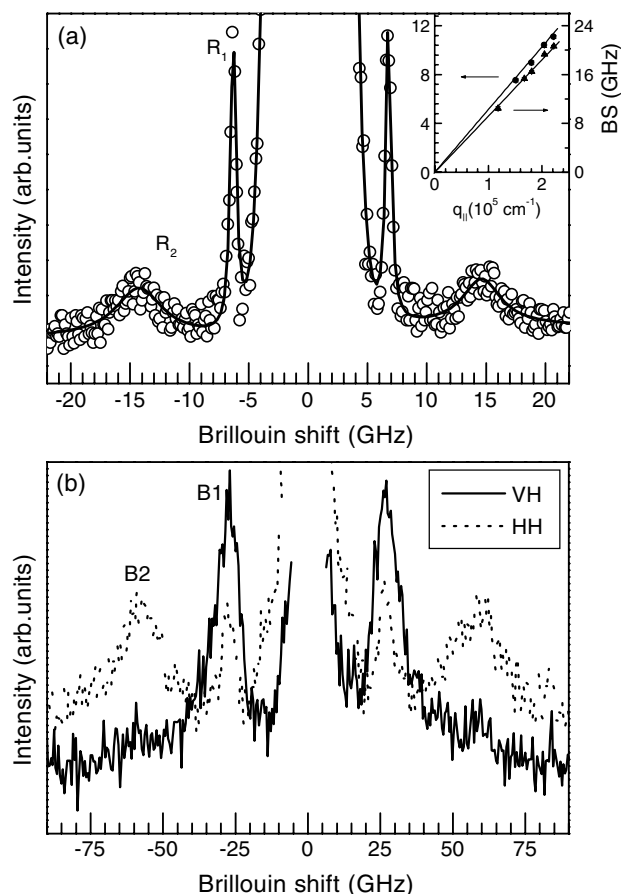 (a)
R₁
R₂
12
8
4
0
0 1 2
24
16
8
0
BS (GHz)
q||(10⁵ cm⁻¹)
Intensity (arb.units)
-20 -15 -10 -5 0 5 10 15 20
Brillouin shift (GHz)
(b)
B1
B2
VH
HH
Intensity (arb.units)
-75 -50 -25 0 25 50 75
Brillouin shift (GHz)